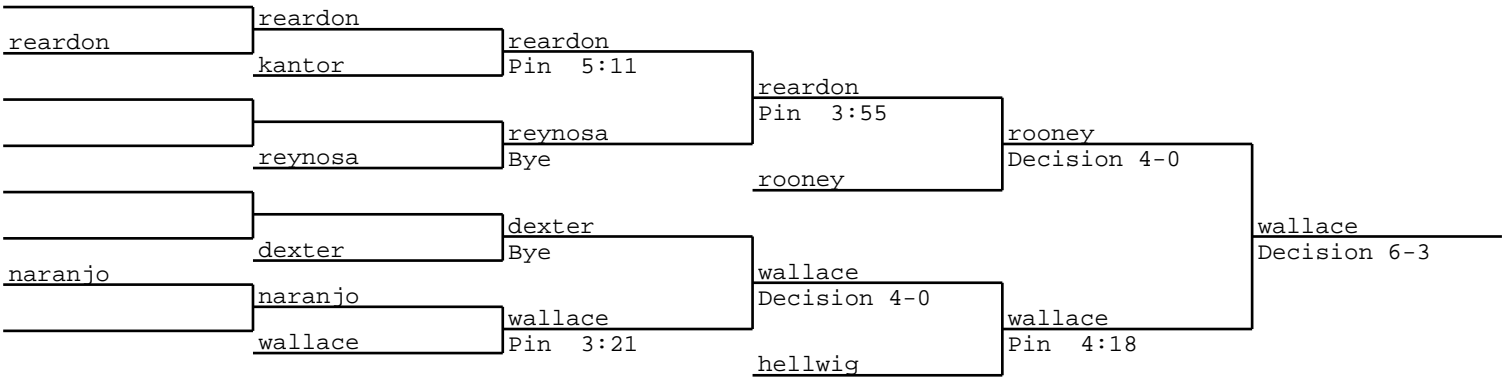 reardon
reardon
reardon
kantor
Pin 5:11
reardon
Pin 3:55
reynosa
rooney
reynosa
Bye
Decision 4-0
rooney
dexter
wallace
dexter
Bye
Decision 6-3
naranjo
wallace
naranjo
Decision 4-0
wallace
wallace
wallace
Pin 3:21
Pin 4:18
hellwig